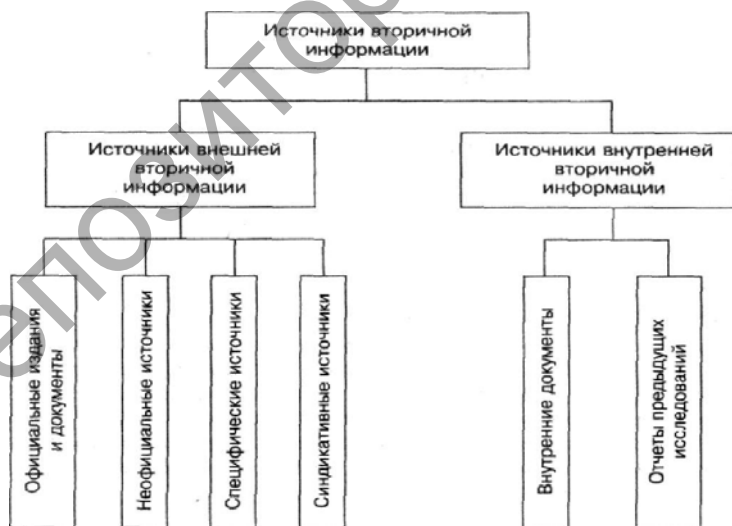 Источники вторичной
информации
Источники внешней
вторичной
информации
Источники внутренней
вторичной
информации
Официальные издания
и документы
Неофициальные источники
Специфические источники
Синдикативные источники
Внутренние документы
Отчеты предыдущих
исследований